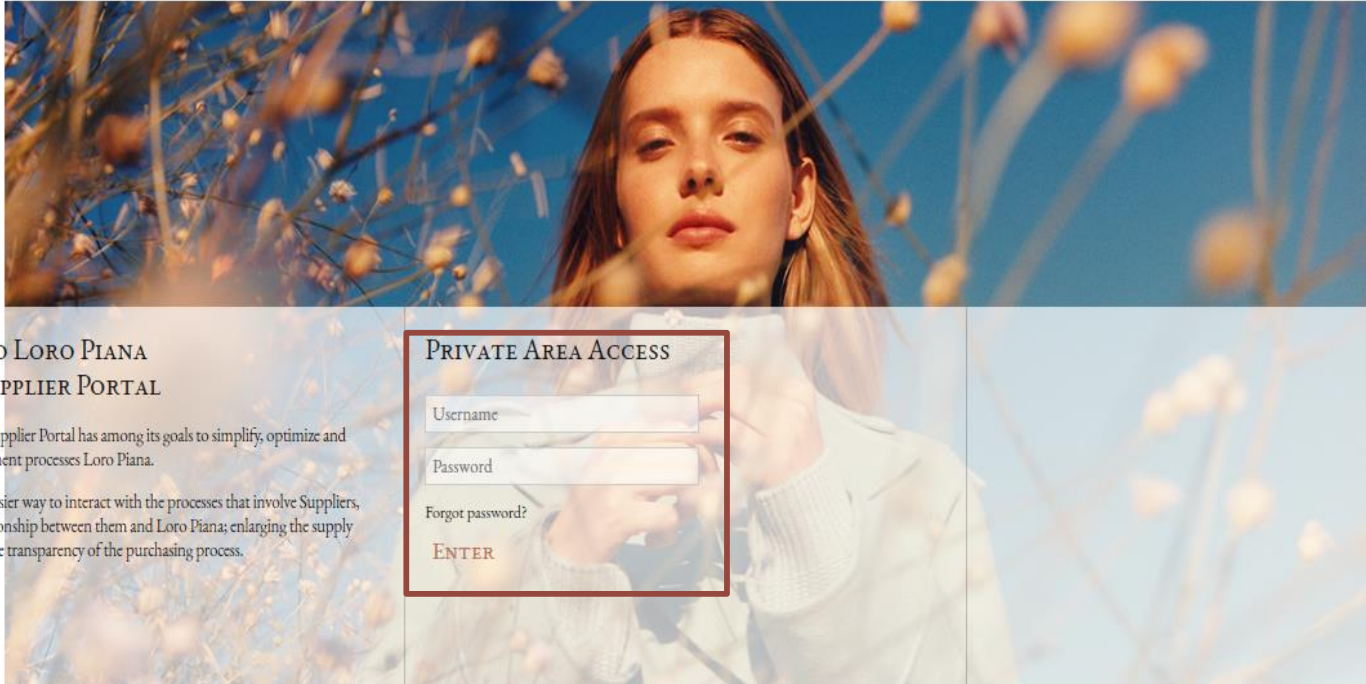 O LORO PIANA
PPLIER PORTAL
pplier Portal has among its goals to simplify, optimize and
ent processes Loro Piana.
sier way to interact with the processes that involve Suppliers,
onship between them and Loro Piana; enlarging the supply
e transparency of the purchasing process.
PRIVATE AREA ACCESS
Username
Password
Forgot password?
ENTER